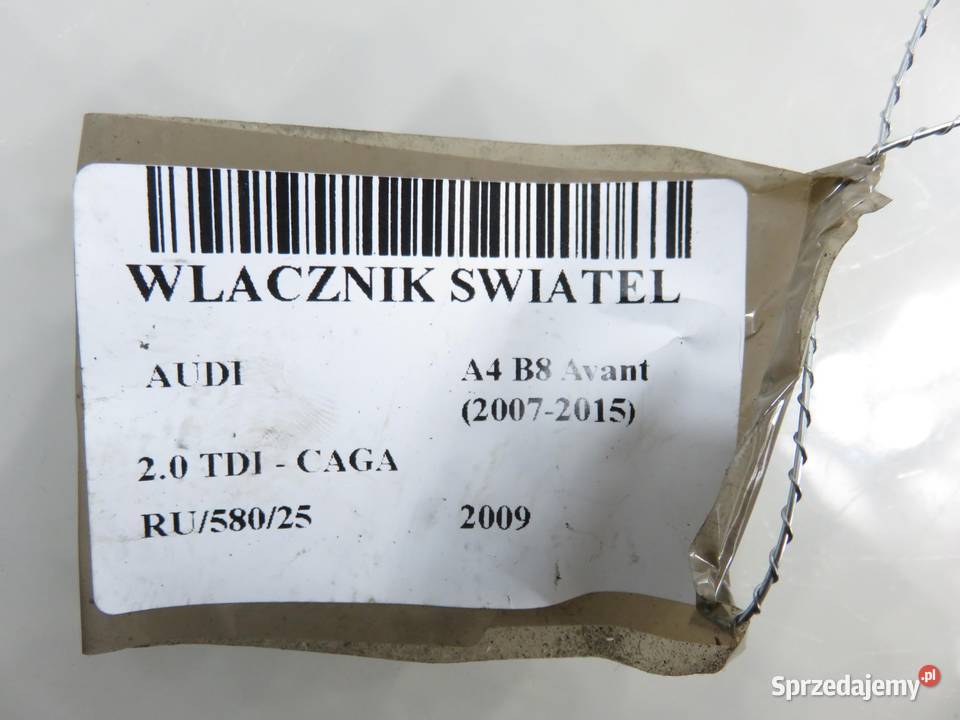 WLACZNIK SWIATEL
AUDI
A4 B8 Avant
(2007-2015)
2.0 TDI - CAGA
RU/580/25
2009
Sprzedajemy.pl